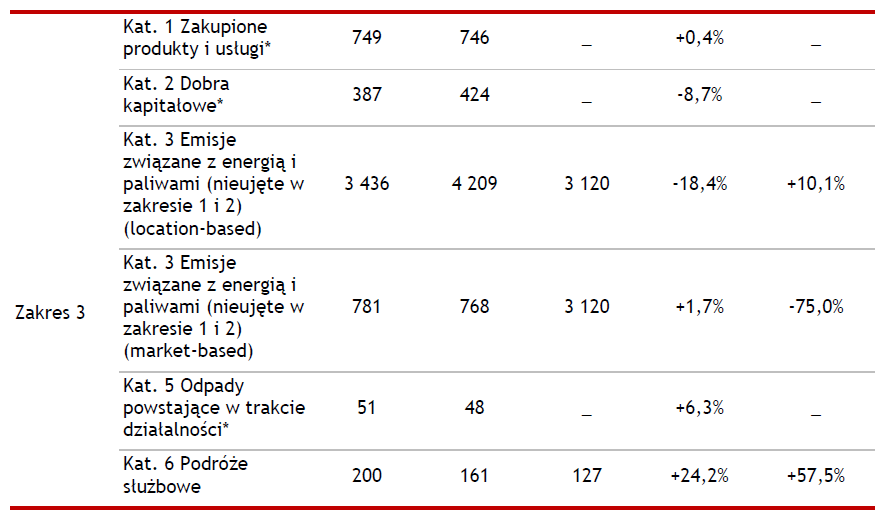 Kat. 1 Zakupione
produkty i usługi* 749 746 _ +0,4% _
Kat. 2 Dobra
kapitałowe* 387 424 _ -8,7% _
Kat. 3 Emisje
związane z energią i
paliwami (nieujęte w
zakresie 1 i 2)
(location-based) 3 436 4 209 3 120 -18,4% +10,1%
Zakres 3
Kat. 3 Emisje
związane z energią i
paliwami (nieujęte w
zakresie 1 i 2)
(market-based) 781 768 3 120 +1,7% -75,0%
Kat. 5 Odpady
powstające w trakcie
działalności* 51 48 _ +6,3% _
Kat. 6 Podróże
służbowe 200 161 127 +24,2% +57,5%